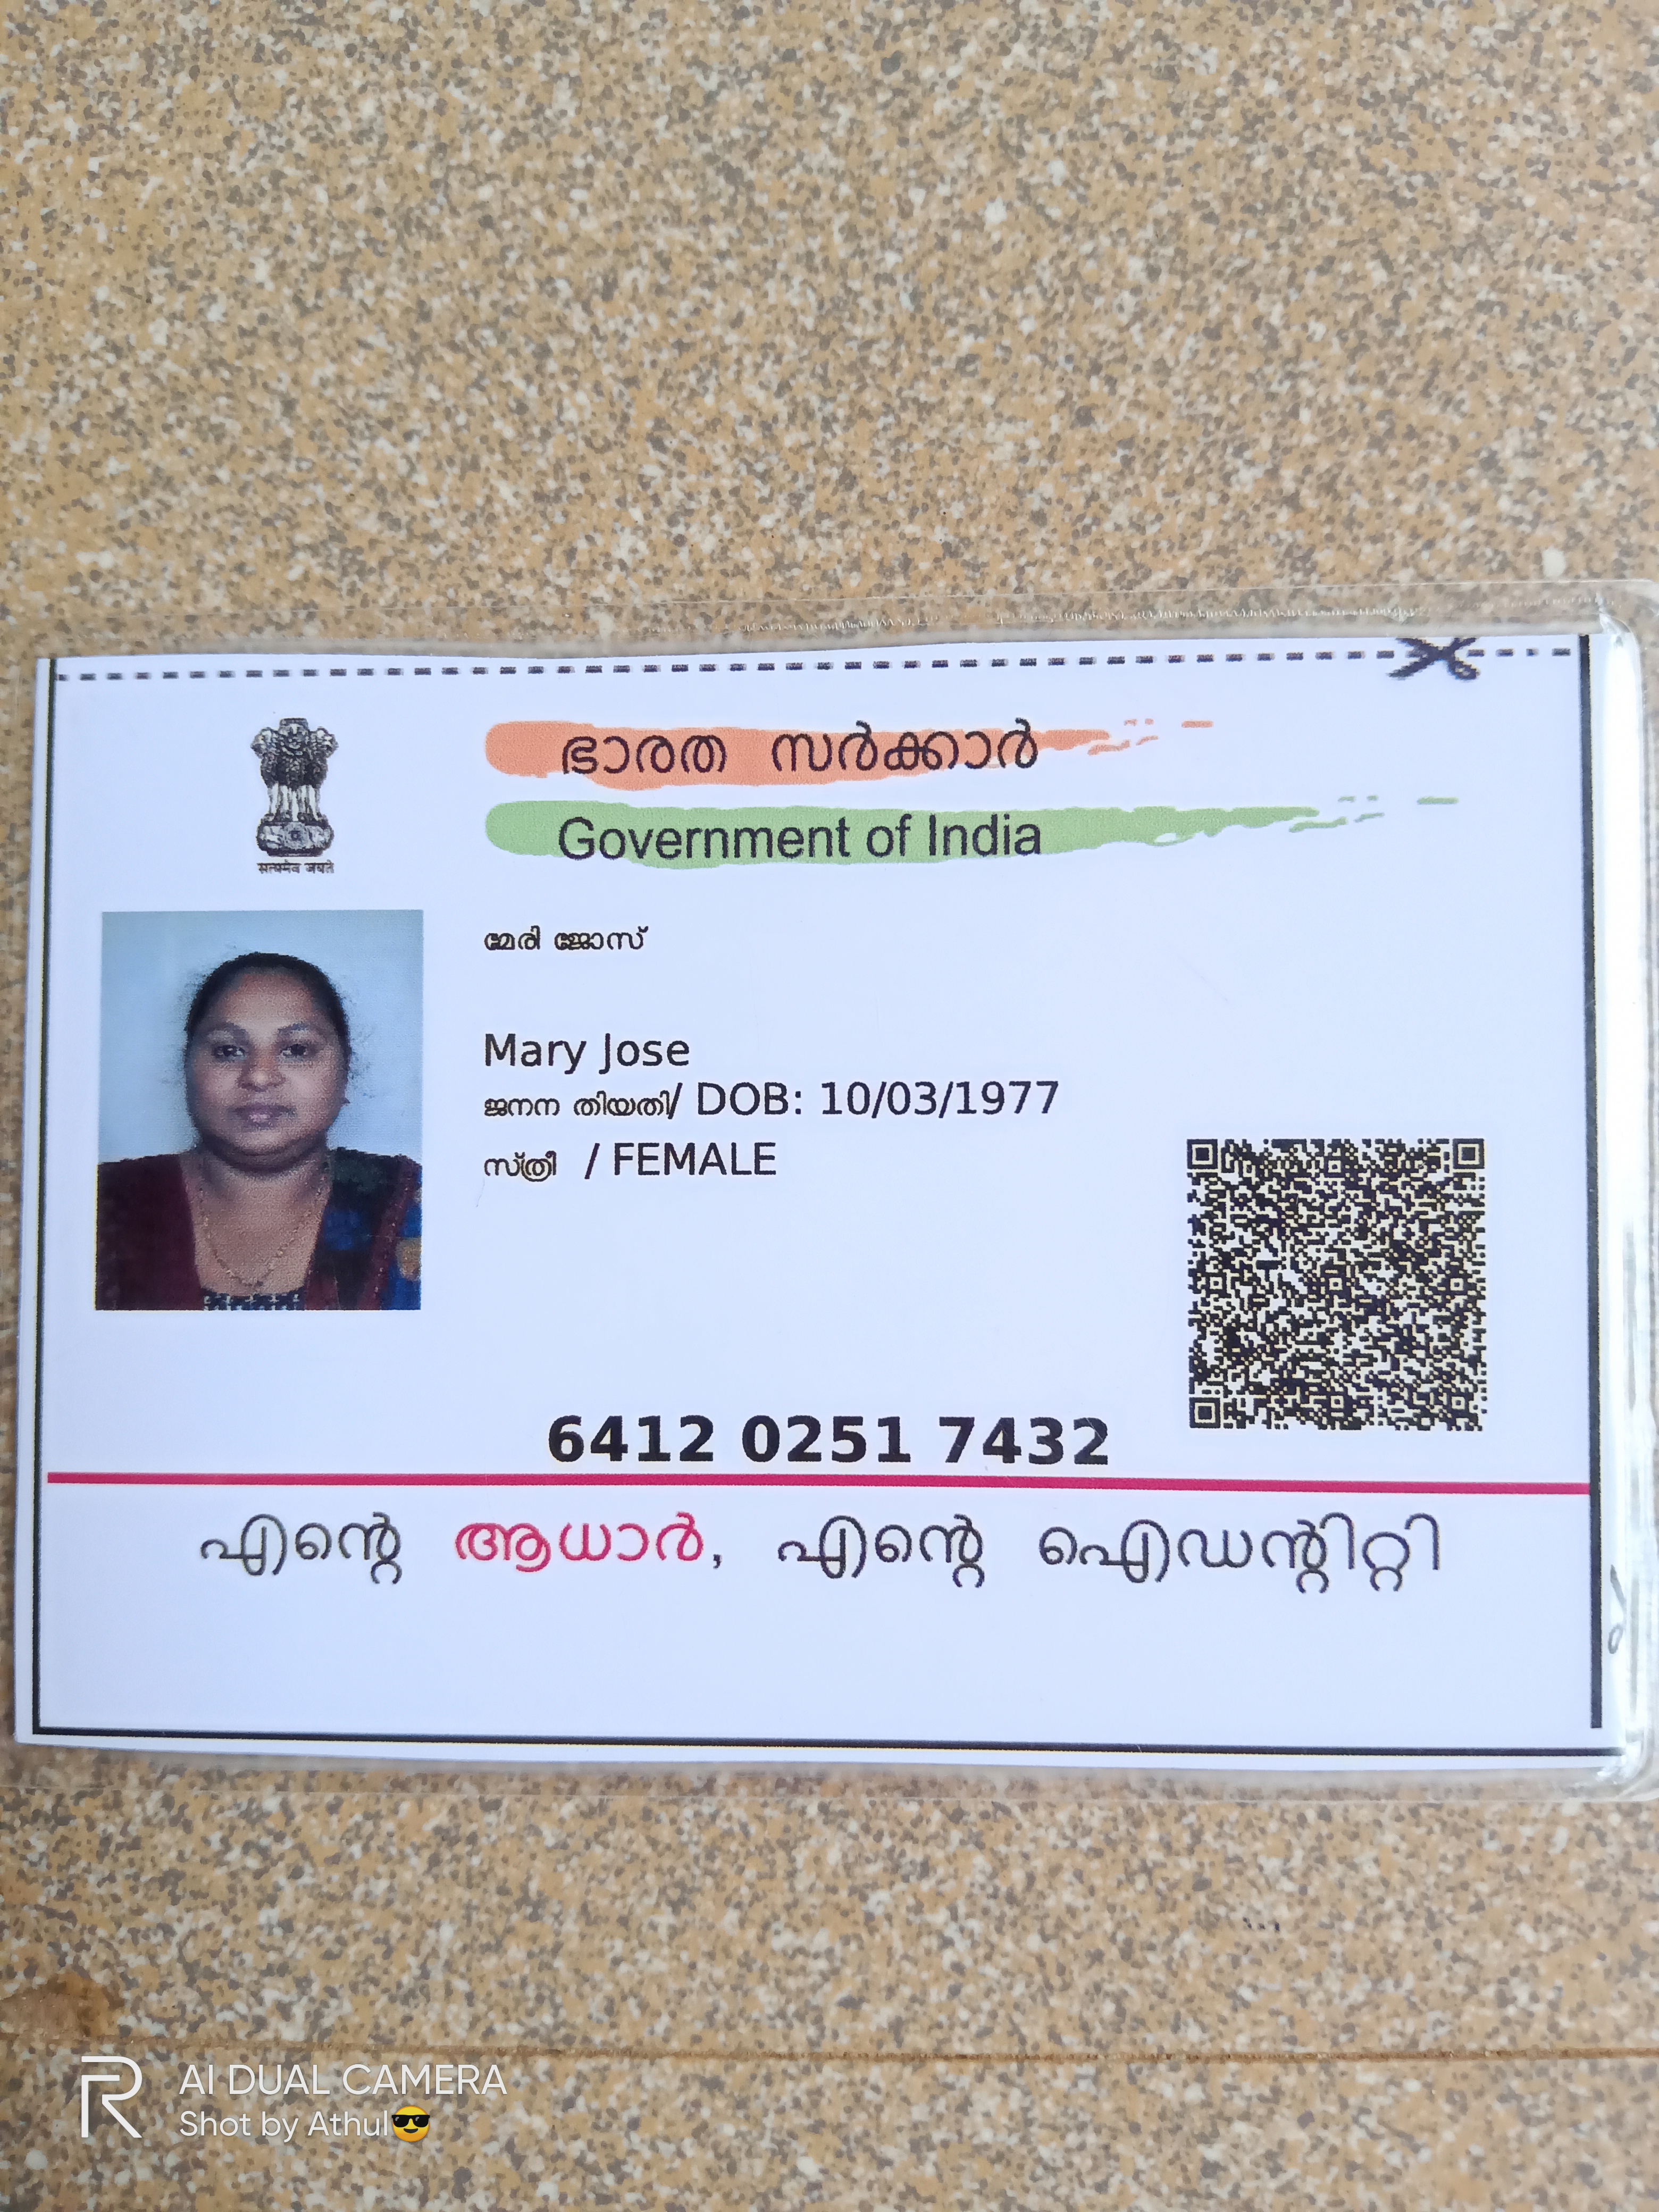 ഭാരത സർക്കാർ
Government of India
सत्यमेव जयते
മേരി ജോസ്
Mary Jose
ജനന തിയതി/ DOB: 10/03/1977
സ്ത്രീ / FEMALE
6412 0251 7432
എന്റെ ആധാർ, എന്റെ ഐഡന്റിറ്റി
AI DUAL CAMERA
Shot by Athul😎